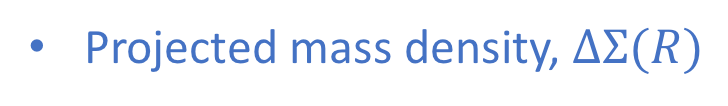 • Projected mass density, ΔΣ(R)